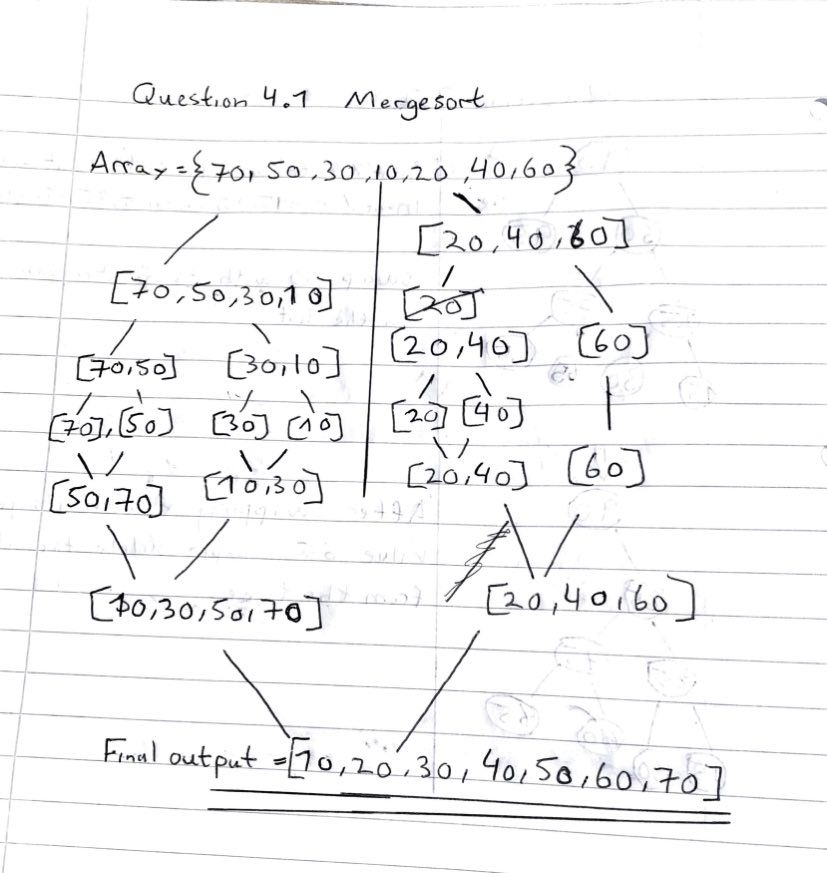 Question 4.1 Mergesort
Array = {70, 50, 30, 10, 20, 40, 60}
[20, 40, 60]
[70, 50, 30, 10]
[20]
[20, 40] [60]
[70, 50] [30, 10]
[70], [50] [30] [10] [20] [40]
[50, 70] [10, 30] [20, 40] [60]
[10, 30, 50, 70] [20, 40, 60]
Final output = [10, 20, 30, 40, 50, 60, 70]